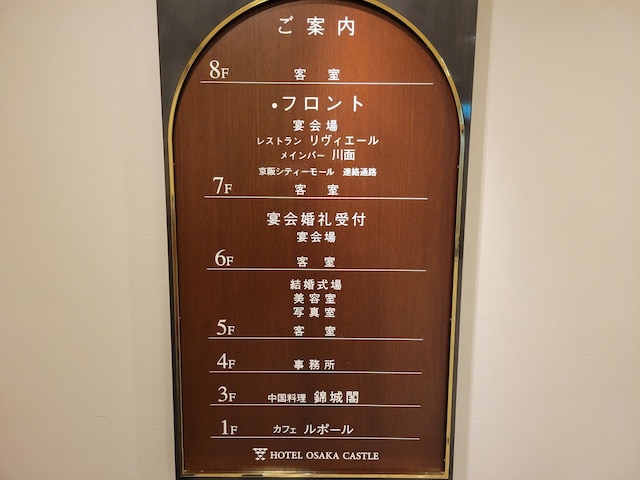 ご案内
8F 客室
・フロント
宴会場
レストラン リヴィエール
メインバー 川面
京阪シティーモール 連絡通路
7F 客室
宴会婚礼受付
宴会場
6F 客室
結婚式場
美容室
写真室
5F 客室
4F 事務所
3F 中国料理 錦城閣
1F カフェ ルポール
HOTEL OSAKA CASTLE